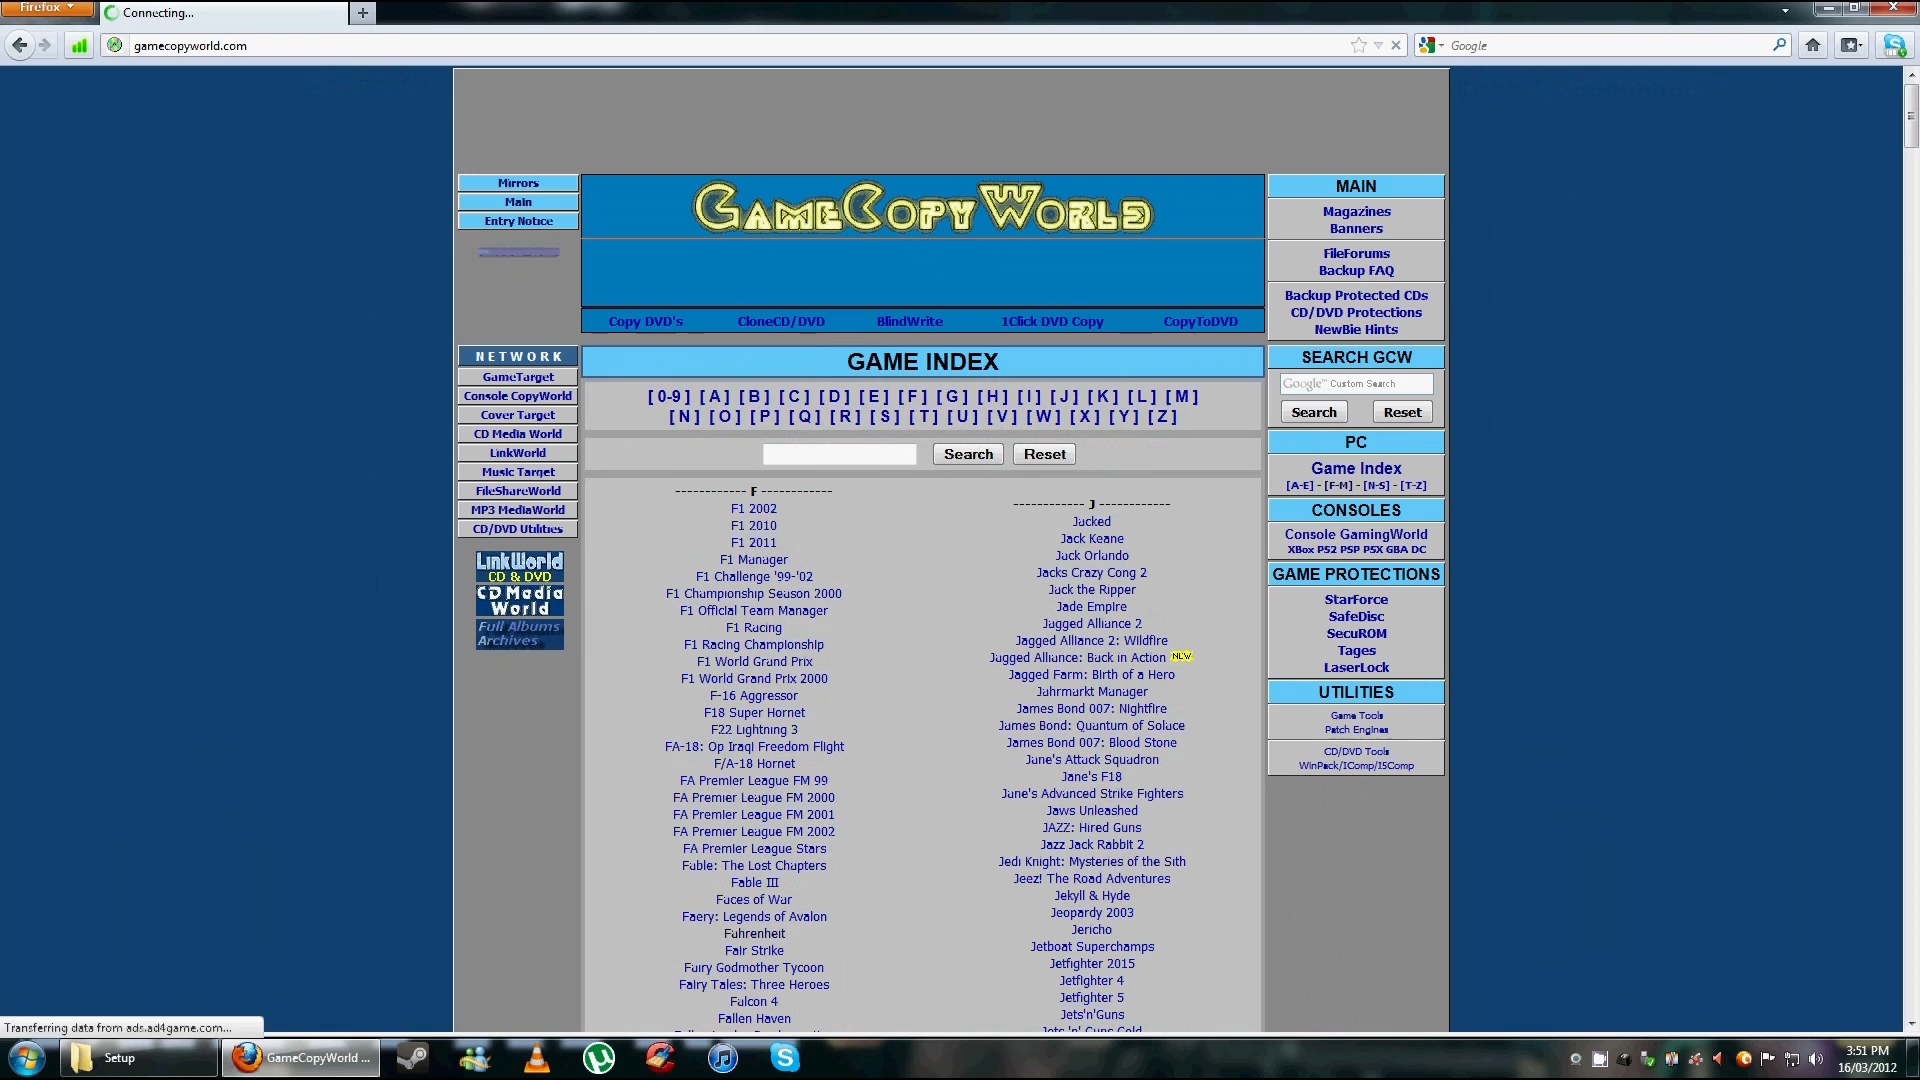 Firefox
Connecting...
gamecopyworld.com
Google
Mirrors
Main
Entry Notice
GameCopyWorld
Copy DVD's CloneCD/DVD BlindWrite 1Click DVD Copy CopyToDVD
NETWORK
GameTarget
Console CopyWorld
Cover Target
CD Media World
LinkWorld
Music Target
FileShareWorld
MP3 MediaWorld
CD/DVD Utilities
LinkWorld
CD & DVD
CD Media
World
Full Albums
Archives
GAME INDEX
[ 0-9 ] [ A ] [ B ] [ C ] [ D ] [ E ] [ F ] [ G ] [ H ] [ I ] [ J ] [ K ] [ L ] [ M ]
[ N ] [ O ] [ P ] [ Q ] [ R ] [ S ] [ T ] [ U ] [ V ] [ W ] [ X ] [ Y ] [ Z ]
Search Reset
------------ F ------------
F1 2002
F1 2010
F1 2011
F1 Manager
F1 Challenge '99-'02
F1 Championship Season 2000
F1 Official Team Manager
F1 Racing
F1 Racing Championship
F1 World Grand Prix
F1 World Grand Prix 2000
F-16 Aggressor
F18 Super Hornet
F22 Lightning 3
FA-18: Op Iraqi Freedom Flight
F/A-18 Hornet
FA Premier League FM 99
FA Premier League FM 2000
FA Premier League FM 2001
FA Premier League FM 2002
FA Premier League Stars
Fable: The Lost Chapters
Fable III
Faces of War
Faery: Legends of Avalon
Fahrenheit
Fair Strike
Fairy Godmother Tycoon
Fairy Tales: Three Heroes
Falcon 4
Fallen Haven
------------ J ------------
Jacked
Jack Keane
Jack Orlando
Jacks Crazy Cong 2
Jack the Ripper
Jade Empire
Jagged Alliance 2
Jagged Alliance 2: Wildfire
Jagged Alliance: Back in Action NEW
Jagged Farm: Birth of a Hero
Jahrmarkt Manager
James Bond 007: Nightfire
James Bond: Quantum of Solace
James Bond 007: Blood Stone
Jane's Attack Squadron
Jane's F18
Jane's Advanced Strike Fighters
Jaws Unleashed
JAZZ: Hired Guns
Jazz Jack Rabbit 2
Jedi Knight: Mysteries of the Sith
Jeez! The Road Adventures
Jekyll & Hyde
Jeopardy 2003
Jericho
Jetboat Superchamps
Jetfighter 2015
Jetfighter 4
Jetfighter 5
Jets'n'Guns
Jets 'n' Guns Gold
MAIN
Magazines
Banners
FileForums
Backup FAQ
Backup Protected CDs
CD/DVD Protections
NewBie Hints
SEARCH GCW
Google™ Custom Search
Search Reset
PC
Game Index
[A-E] - [F-M] - [N-S] - [T-Z]
CONSOLES
Console GamingWorld
XBox PS2 PSP PSX GBA DC
GAME PROTECTIONS
StarForce
SafeDisc
SecuROM
Tages
LaserLock
UTILITIES
Game Tools
Patch Engines
CD/DVD Tools
WinPack/IComp/ISComp
Transferring data from ads.ad4game.com...
Setup
GameCopyWorld ...
3:51 PM
16/03/2012